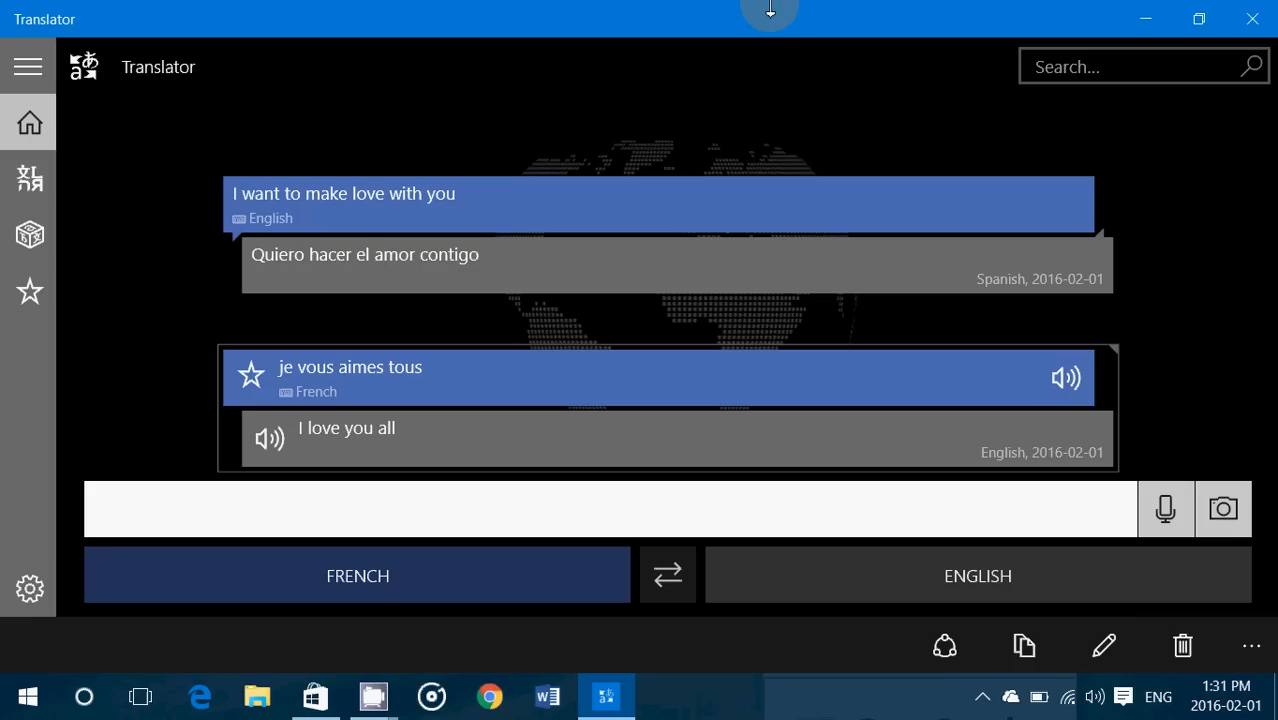 Translator
Translator
Search...
I want to make love with you
English
Quiero hacer el amor contigo
Spanish, 2016-02-01
je vous aimes tous
French
I love you all
English, 2016-02-01
FRENCH
ENGLISH
ENG
1:31 PM
2016-02-01